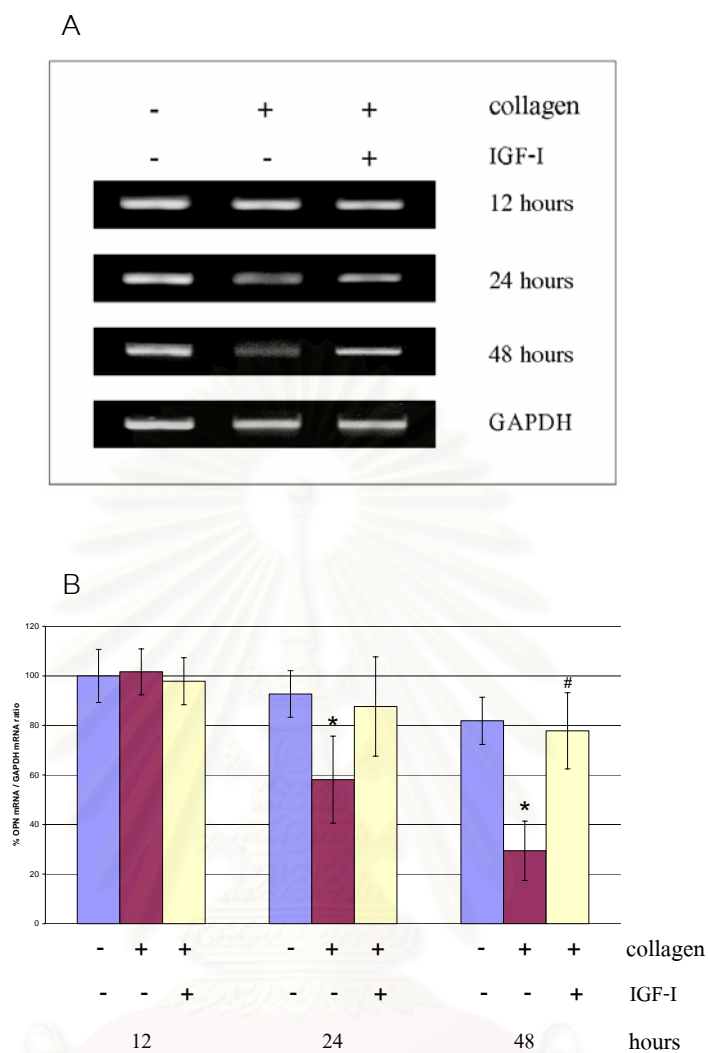 A
- + + collagen
- - + IGF-I
12 hours
24 hours
48 hours
GAPDH
B
% OPN mRNA / GAPDH mRNA ratio
120
100
80
60
40
20
0
*
*
#
- + + - + + - + + collagen
- - + - - + - - + IGF-I
12 24 48 hours